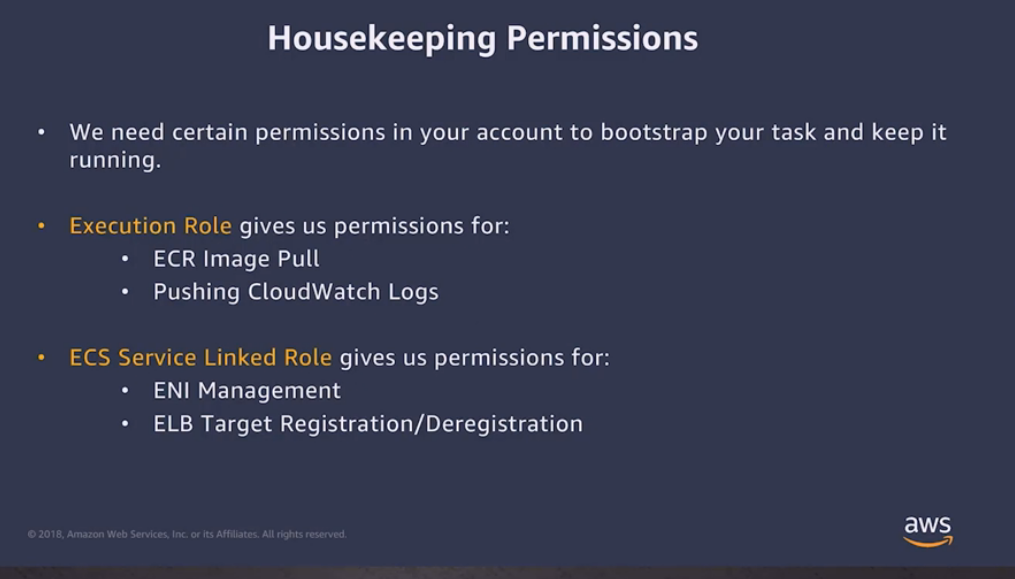 Housekeeping Permissions
• We need certain permissions in your account to bootstrap your task and keep it
running.
• Execution Role gives us permissions for:
• ECR Image Pull
• Pushing CloudWatch Logs
• ECS Service Linked Role gives us permissions for:
• ENI Management
• ELB Target Registration/Deregistration
© 2018, Amazon Web Services, Inc. or its Affiliates. All rights reserved.
aws